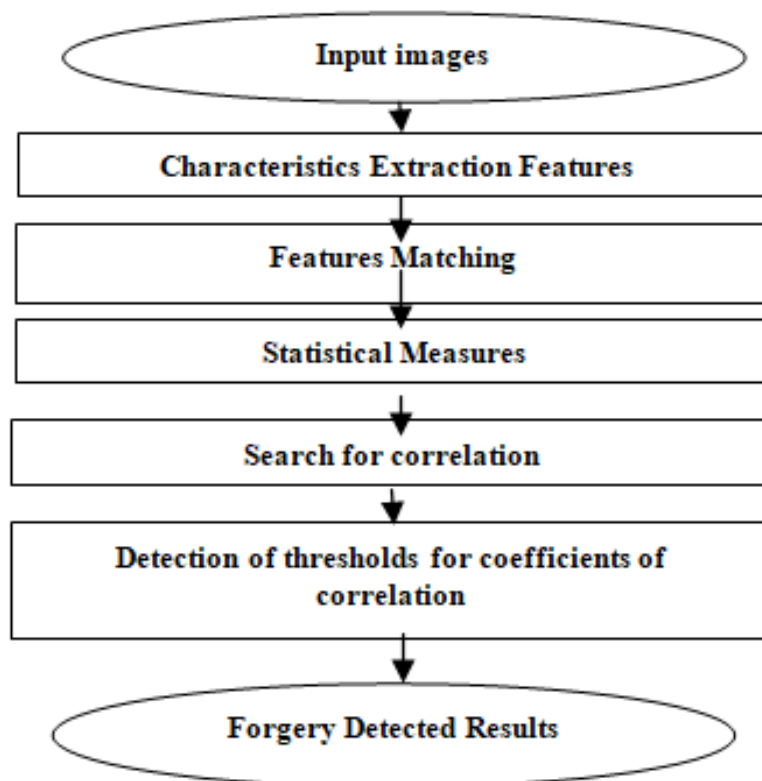 Input images
Characteristics Extraction Features
Features Matching
Statistical Measures
Search for correlation
Detection of thresholds for coefficients of
correlation
Forgery Detected Results